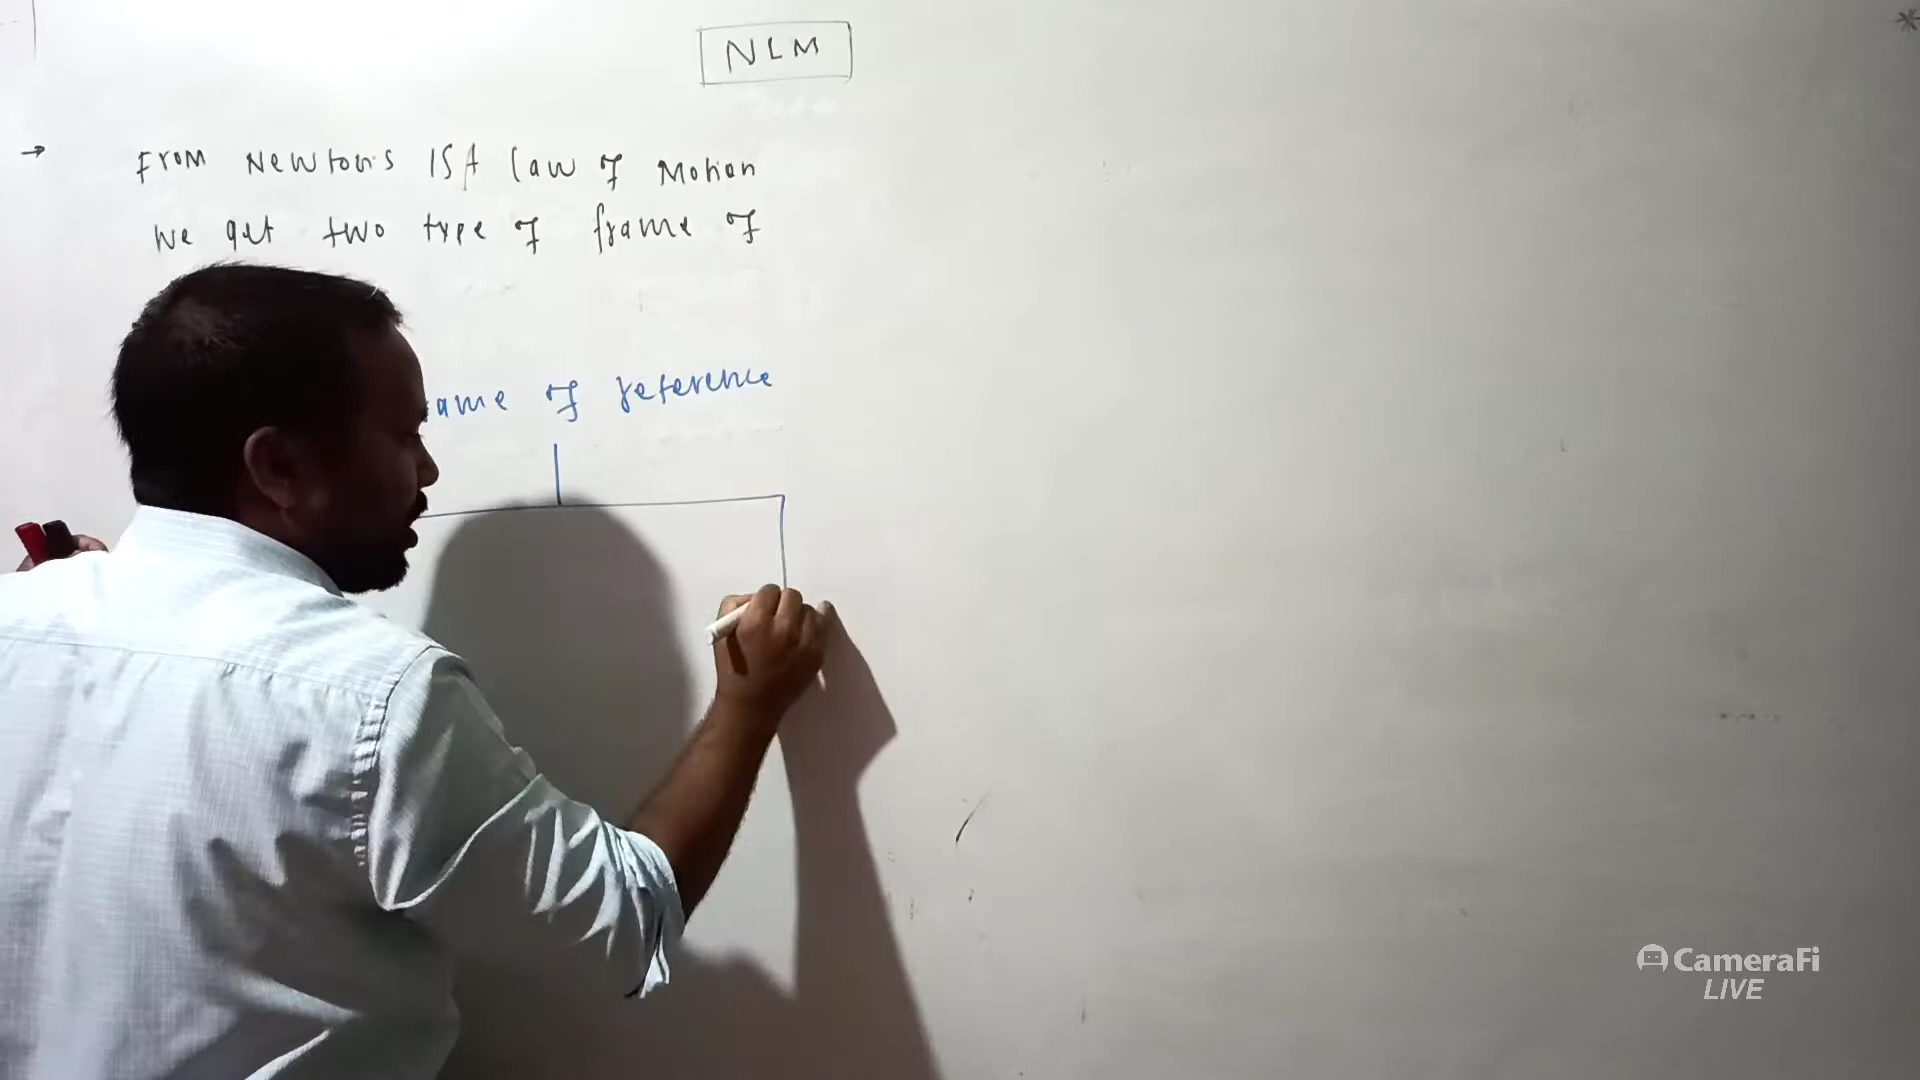 NLM
→ From Newton's 1st law of Motion
we get two type of frame of
ame of reference
CameraFi
LIVE